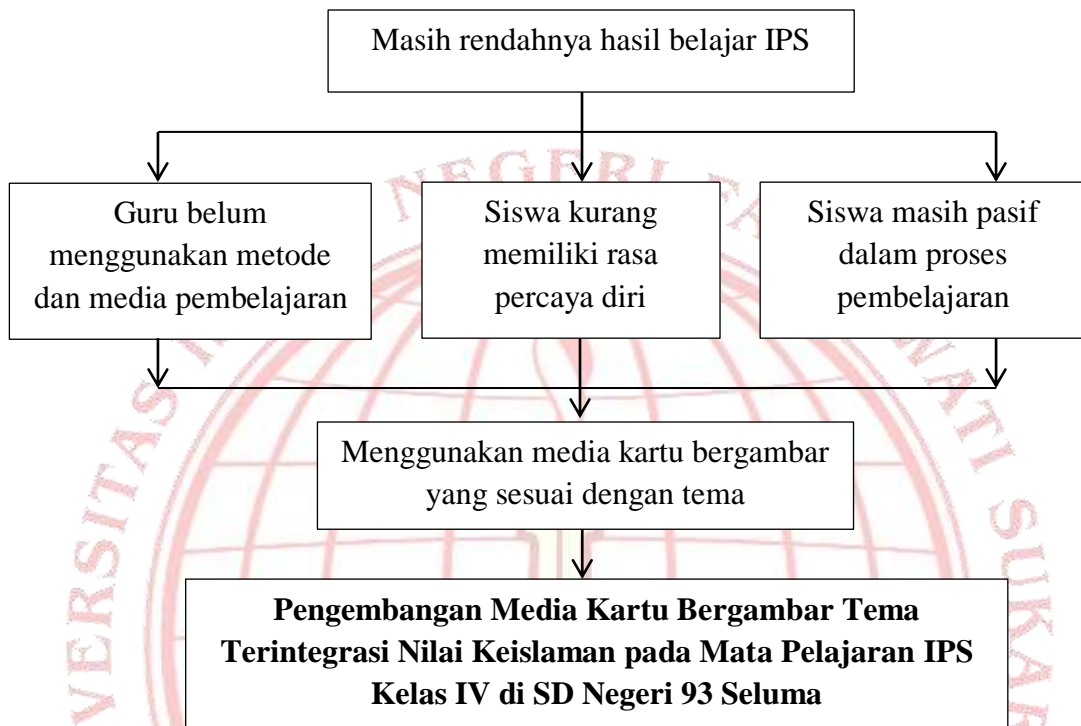 Masih rendahnya hasil belajar IPS
Guru belum
menggunakan metode
dan media pembelajaran
Siswa kurang
memiliki rasa
percaya diri
Siswa masih pasif
dalam proses
pembelajaran
Menggunakan media kartu bergambar
yang sesuai dengan tema
Pengembangan Media Kartu Bergambar Tema
Terintegrasi Nilai Keislaman pada Mata Pelajaran IPS
Kelas IV di SD Negeri 93 Seluma
NEGERI
SUKAR